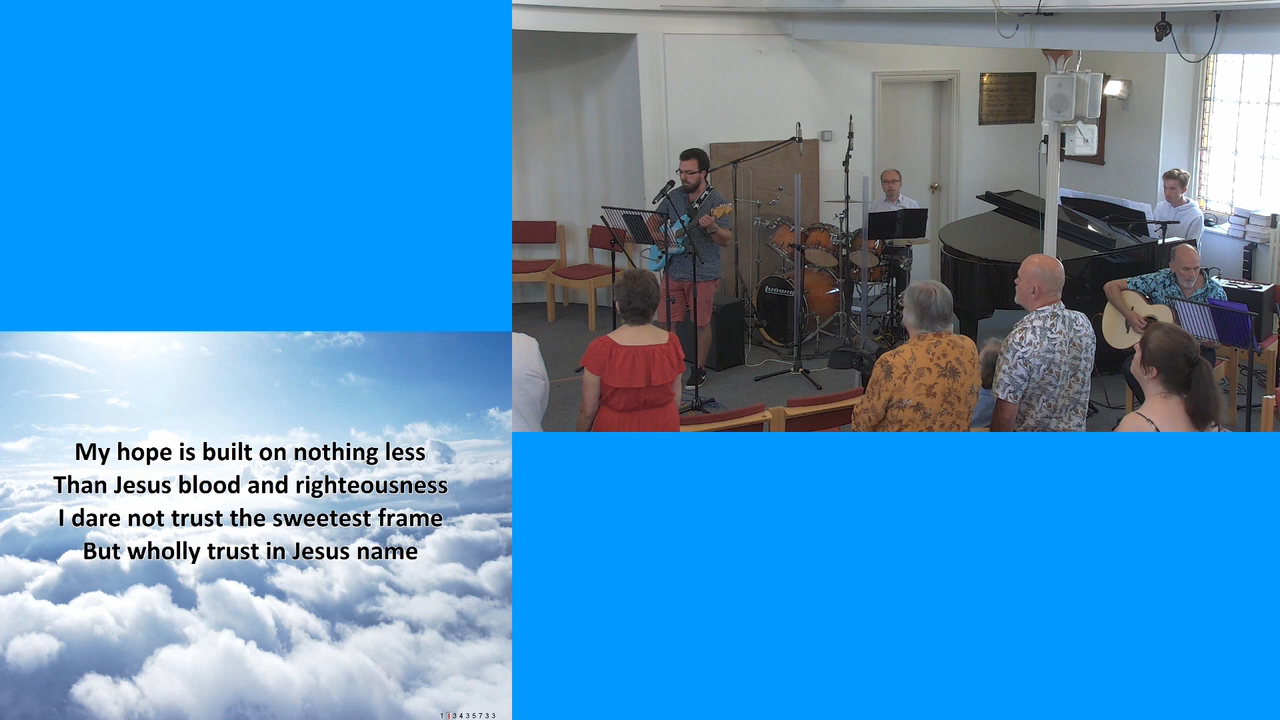 My hope is built on nothing less
Than Jesus blood and righteousness
I dare not trust the sweetest frame
But wholly trust in Jesus name
Ludwig